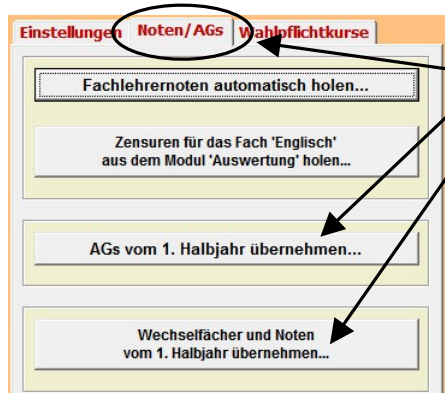 Einstellungen Noten/AGs Wahlpflichtkurse
Fachlehrernoten automatisch holen...
Zensuren für das Fach 'Englisch'
aus dem Modul 'Auswertung' holen...
AGs vom 1. Halbjahr übernehmen...
Wechselfächer und Noten
vom 1. Halbjahr übernehmen...